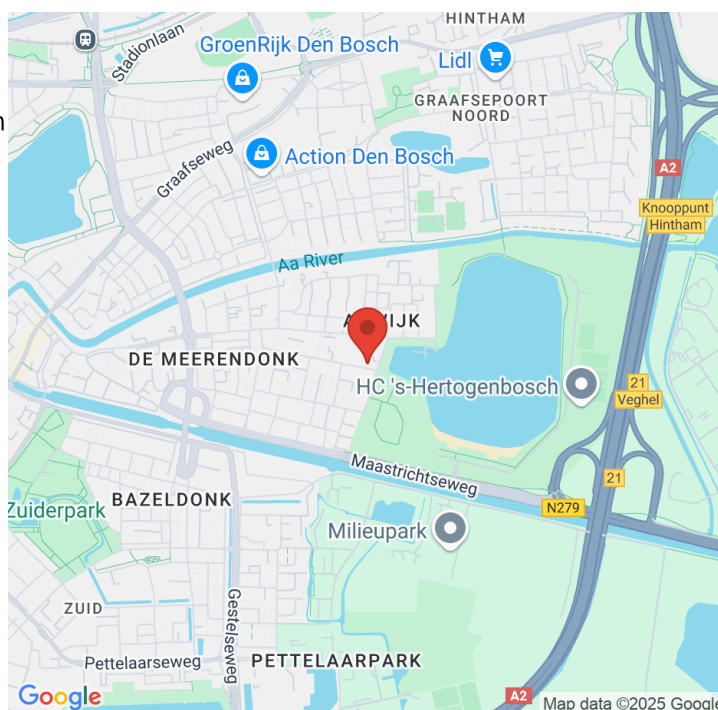 HINTHAM
Stadionlaan
GroenRijk Den Bosch
Lidl
GRAAFSEPOORT
NOORD
n
Graafseweg
Action Den Bosch
A2
Knooppunt
Hintham
Aa River
DE MEERENDONK
HC 's-Hertogenbosch
21
Veghel
Maastrichtseweg
21
N279
BAZELDONK
Zuiderpark
Milieupark
ZUID
Gestelseweg
Pettelaarseweg
PETTELAARPARK
Google
A2
Map data ©2025 Google